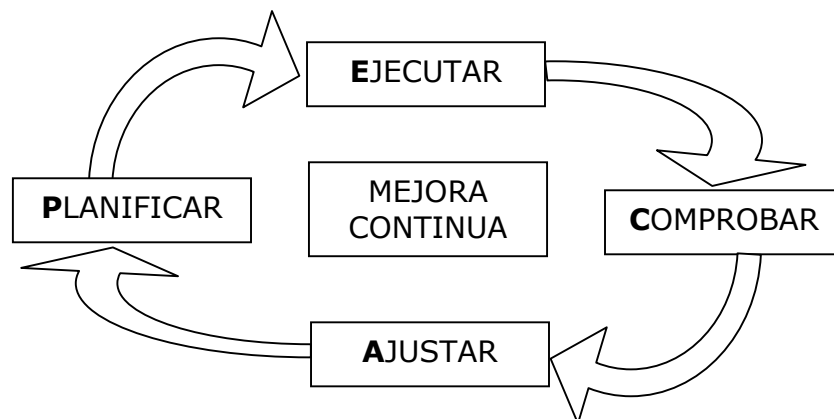 EJECUTAR
PLANIFICAR
MEJORA
CONTINUA
COMPROBAR
AJUSTAR